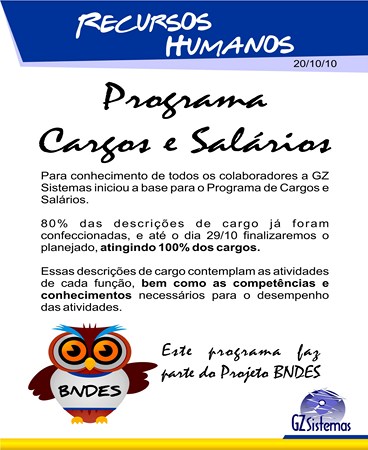 RECURSOS
HUMANOS
20/10/10
Programa
Cargos e Salários
Para conhecimento de todos os colaboradores a GZ
Sistemas iniciou a base para o Programa de Cargos e
Salários.
80% das descrições de cargo já foram
confeccionadas, e até o dia 29/10 finalizaremos o
planejado, atingindo 100% dos cargos.
Essas descrições de cargo contemplam as atividades
de cada função, bem como as competências e
conhecimentos necessários para o desempenho
das atividades.
BNDES
Este programa faz
parte do Projeto BNDES
GZ Sistemas